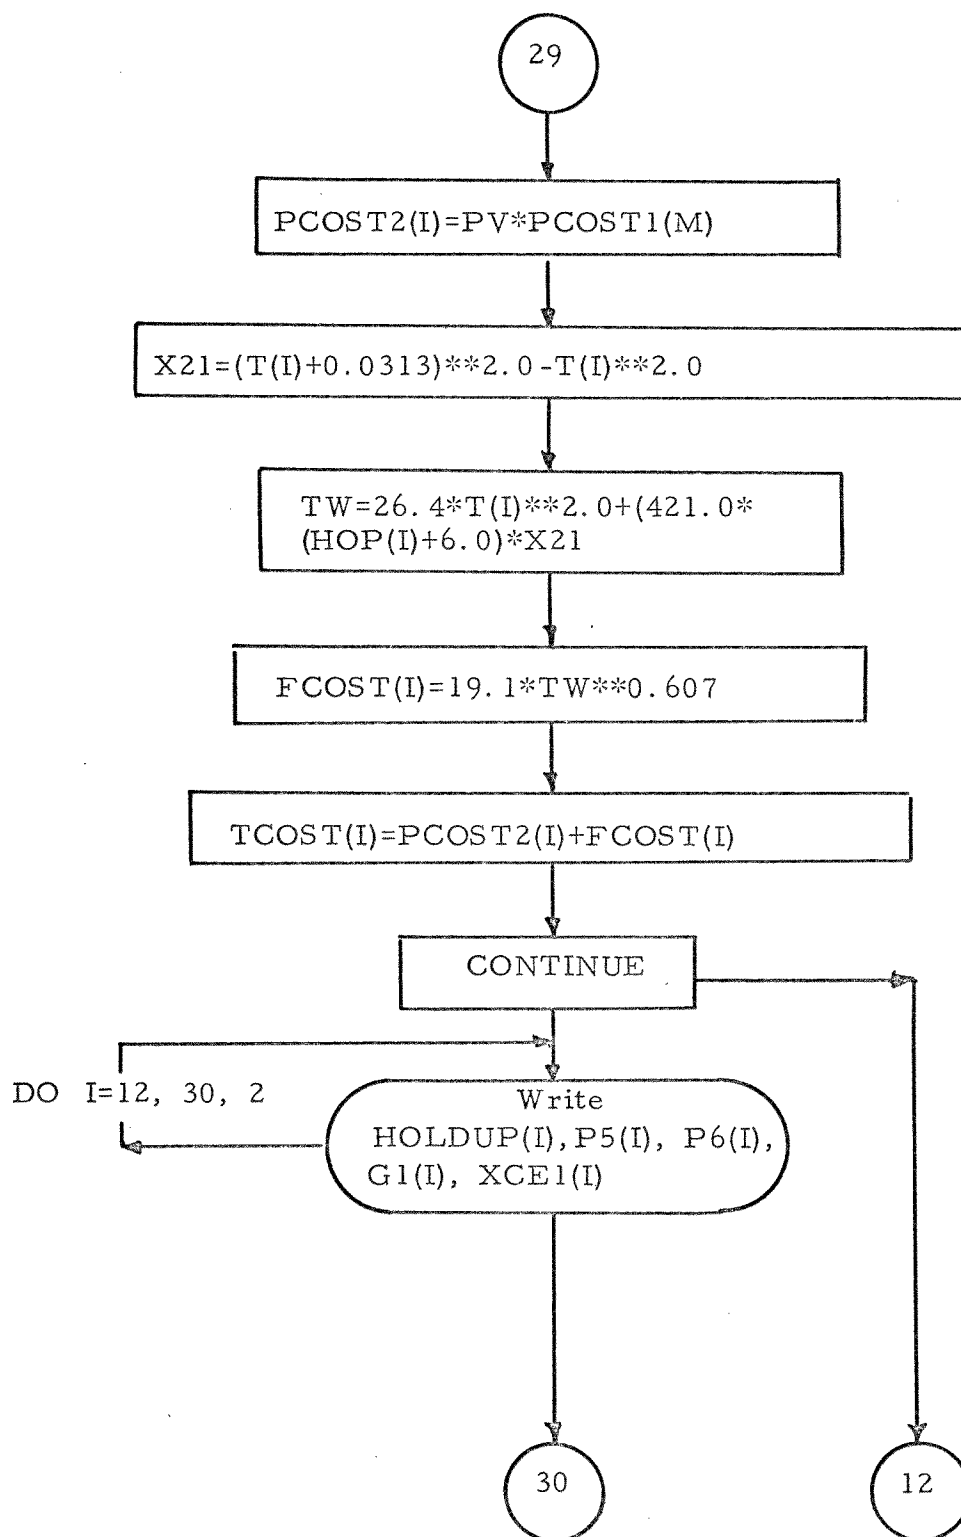 29
PCOST2(I)=PV*PCOST1(M)
X21=(T(I)+0.0313)**2.0-T(I)**2.0
TW=26.4*T(I)**2.0+(421.0*
(HOP(I)+6.0)*X21
FCOST(I)=19.1*TW**0.607
TCOST(I)=PCOST2(I)+FCOST(I)
CONTINUE
DO I=12, 30, 2
Write
HOLDUP(I), P5(I), P6(I),
G1(I), XCE1(I)
30
12